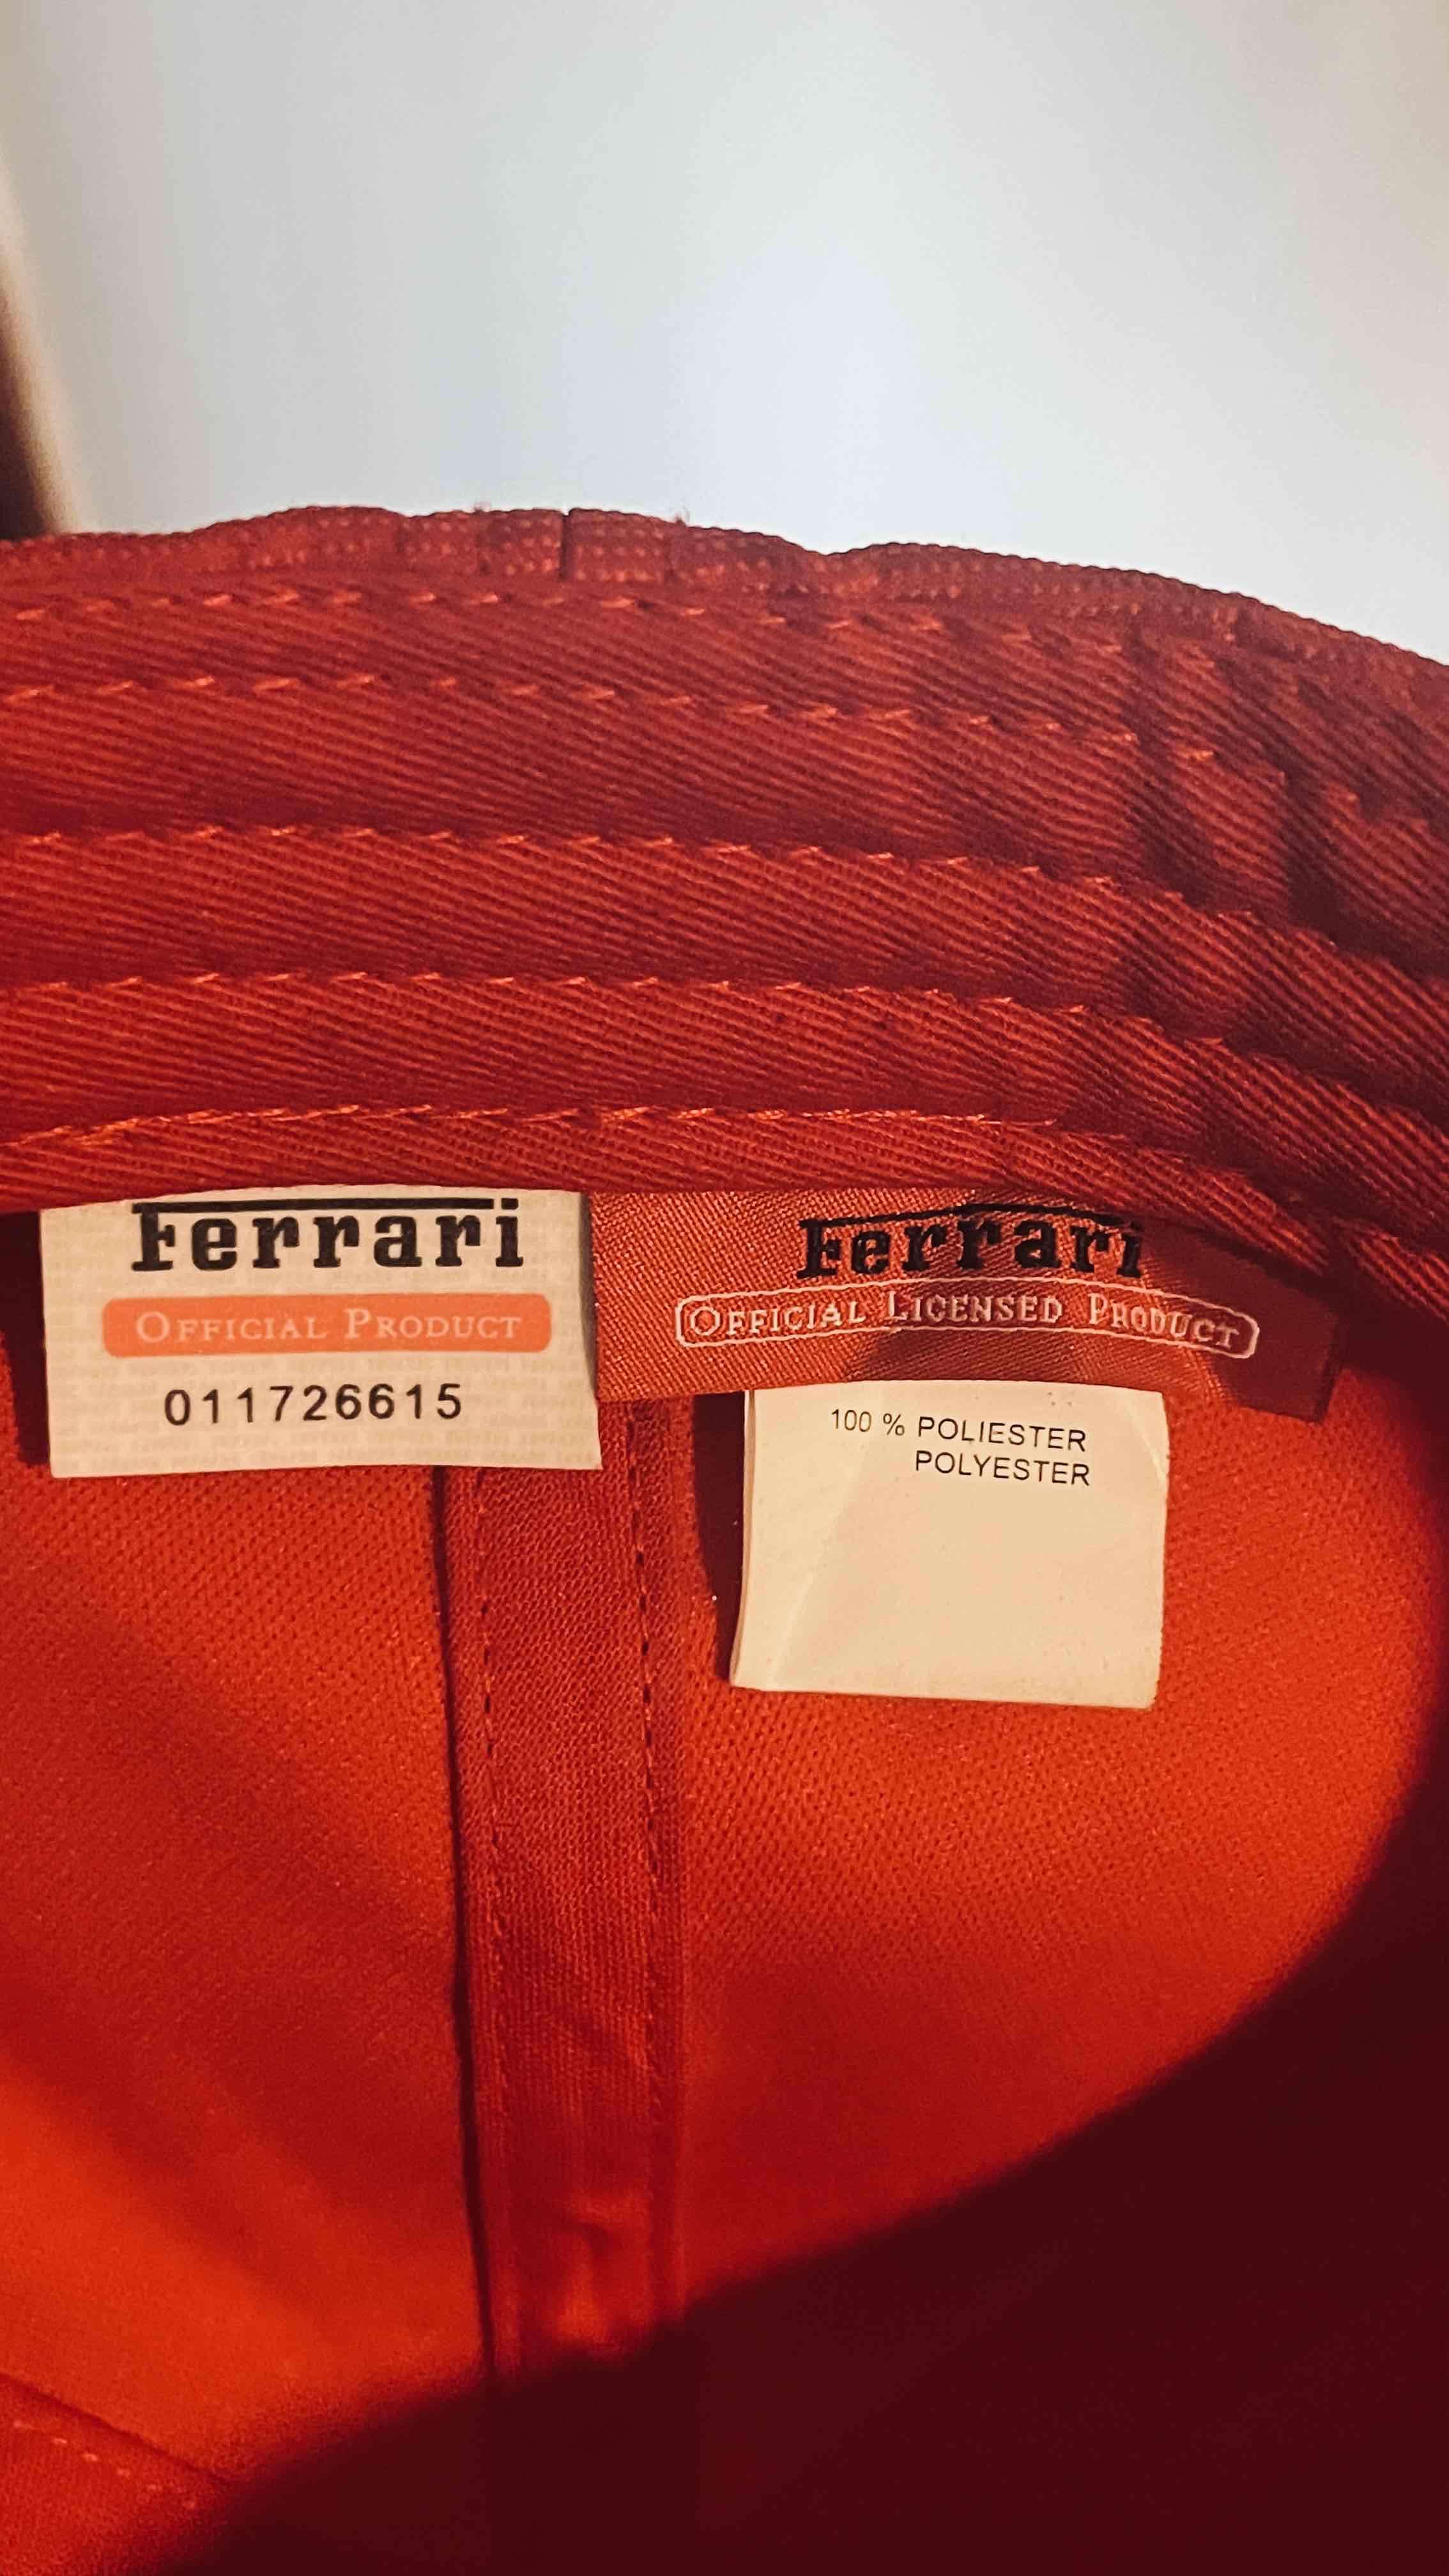 Ferrari
OFFICIAL PRODUCT
011726615
Ferrari
OFFICIAL LICENSED PRODUCT
100 % POLIESTER
POLYESTER